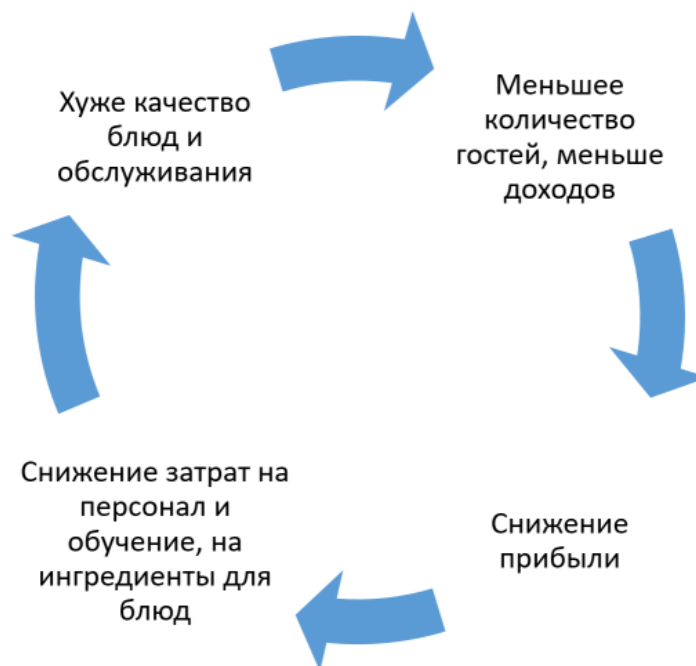 Хуже качество
блюд и
обслуживания
Меньшее
количество
гостей, меньше
доходов
Снижение
прибыли
Снижение затрат на
персонал и
обучение, на
ингредиенты для
блюд